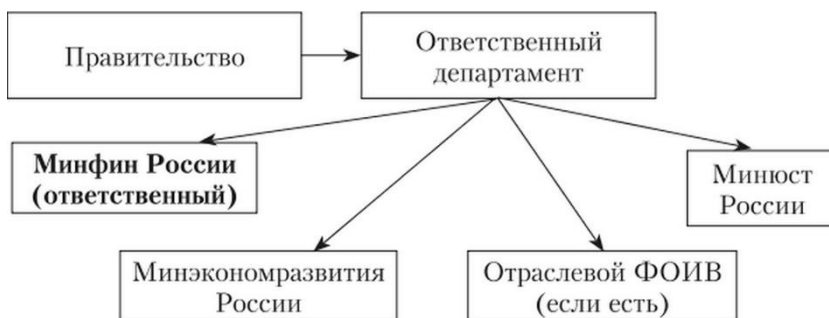 Правительство
Ответственный
департамент
Минфин России
(ответственный)
Минюст
России
Минэкономразвития
России
Отраслевой ФОИВ
(если есть)